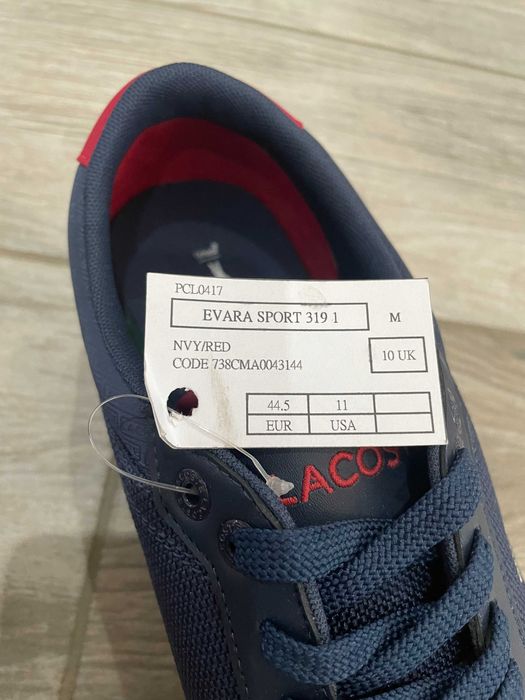 PCL0417
EVARA SPORT 319 1 M
NVY/RED
CODE 738CMA0043144
10 UK
44.5 11
EUR USA
LACOS